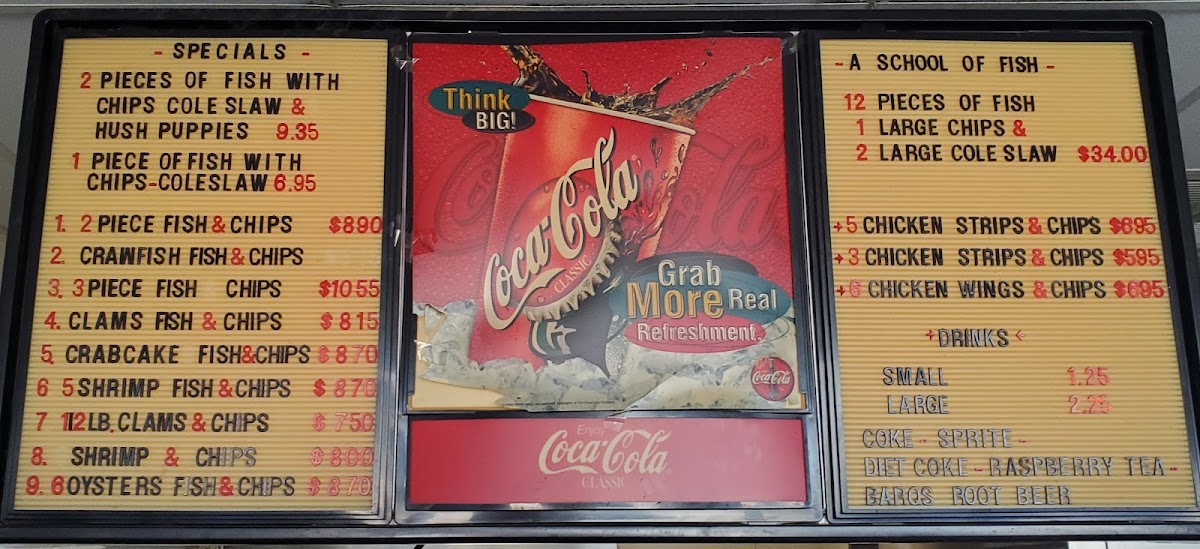 - SPECIALS -
2 PIECES OF FISH WITH
CHIPS COLE SLAW &
HUSH PUPPIES 9.35
1 PIECE OF FISH WITH
CHIPS-COLESLAW 6.95
1. 2 PIECE FISH & CHIPS $890
2. CRAWFISH FISH & CHIPS
3. 3 PIECE FISH CHIPS $1055
4. CLAMS FISH & CHIPS $815
5. CRABCAKE FISH&CHIPS $870
6 5 SHRIMP FISH & CHIPS $870
7 12LB. CLAMS & CHIPS $750
8. SHRIMP & CHIPS $800
9. 6 OYSTERS FISH & CHIPS $870
Think
BIG!
Coca-Cola
CLASSIC
Grab
More Real
Refreshment.
Coca-Cola
Enjoy
Coca-Cola
CLASSIC
- A SCHOOL OF FISH -
12 PIECES OF FISH
1 LARGE CHIPS &
2 LARGE COLE SLAW $34.00
+5 CHICKEN STRIPS & CHIPS $695
+3 CHICKEN STRIPS & CHIPS $595
+6 CHICKEN WINGS & CHIPS $695
DRINKS
SMALL 1.25
LARGE 2.25
COKE - SPRITE -
DIET COKE - RASPBERRY TEA -
BARQS ROOT BEER